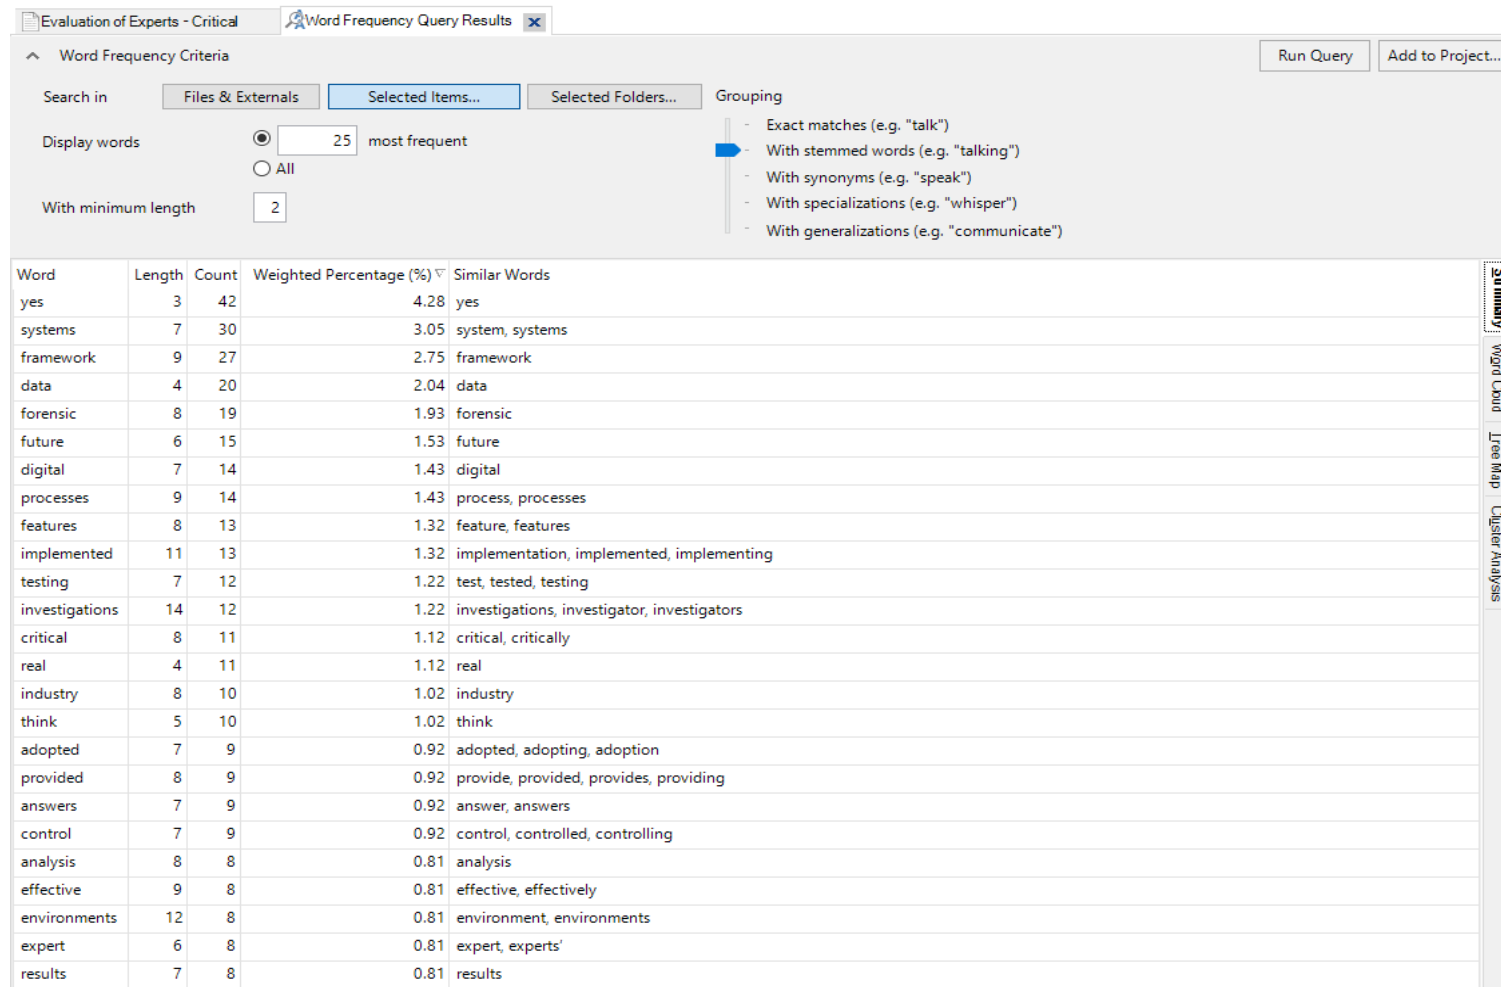 Evaluation of Experts - Critical
Word Frequency Query Results
Word Frequency Criteria
Run Query
Add to Project...
Search in
Files & Externals
Selected Items...
Selected Folders...
Grouping
Display words
25 most frequent
All
With minimum length 2
Exact matches (e.g. "talk")
With stemmed words (e.g. "talking")
With synonyms (e.g. "speak")
With specializations (e.g. "whisper")
With generalizations (e.g. "communicate")
Word Length Count Weighted Percentage (%) Similar Words
yes 3 42 4.28 yes
systems 7 30 3.05 system, systems
framework 9 27 2.75 framework
data 4 20 2.04 data
forensic 8 19 1.93 forensic
future 6 15 1.53 future
digital 7 14 1.43 digital
processes 9 14 1.43 process, processes
features 8 13 1.32 feature, features
implemented 11 13 1.32 implementation, implemented, implementing
testing 7 12 1.22 test, tested, testing
investigations 14 12 1.22 investigations, investigator, investigators
critical 8 11 1.12 critical, critically
real 4 11 1.12 real
industry 8 10 1.02 industry
think 5 10 1.02 think
adopted 7 9 0.92 adopted, adopting, adoption
provided 8 9 0.92 provide, provided, provides, providing
answers 7 9 0.92 answer, answers
control 7 9 0.92 control, controlled, controlling
analysis 8 8 0.81 analysis
effective 9 8 0.81 effective, effectively
environments 12 8 0.81 environment, environments
expert 6 8 0.81 expert, experts'
results 7 8 0.81 results
Summary
Word Cloud
Tree Map
Cluster Analysis